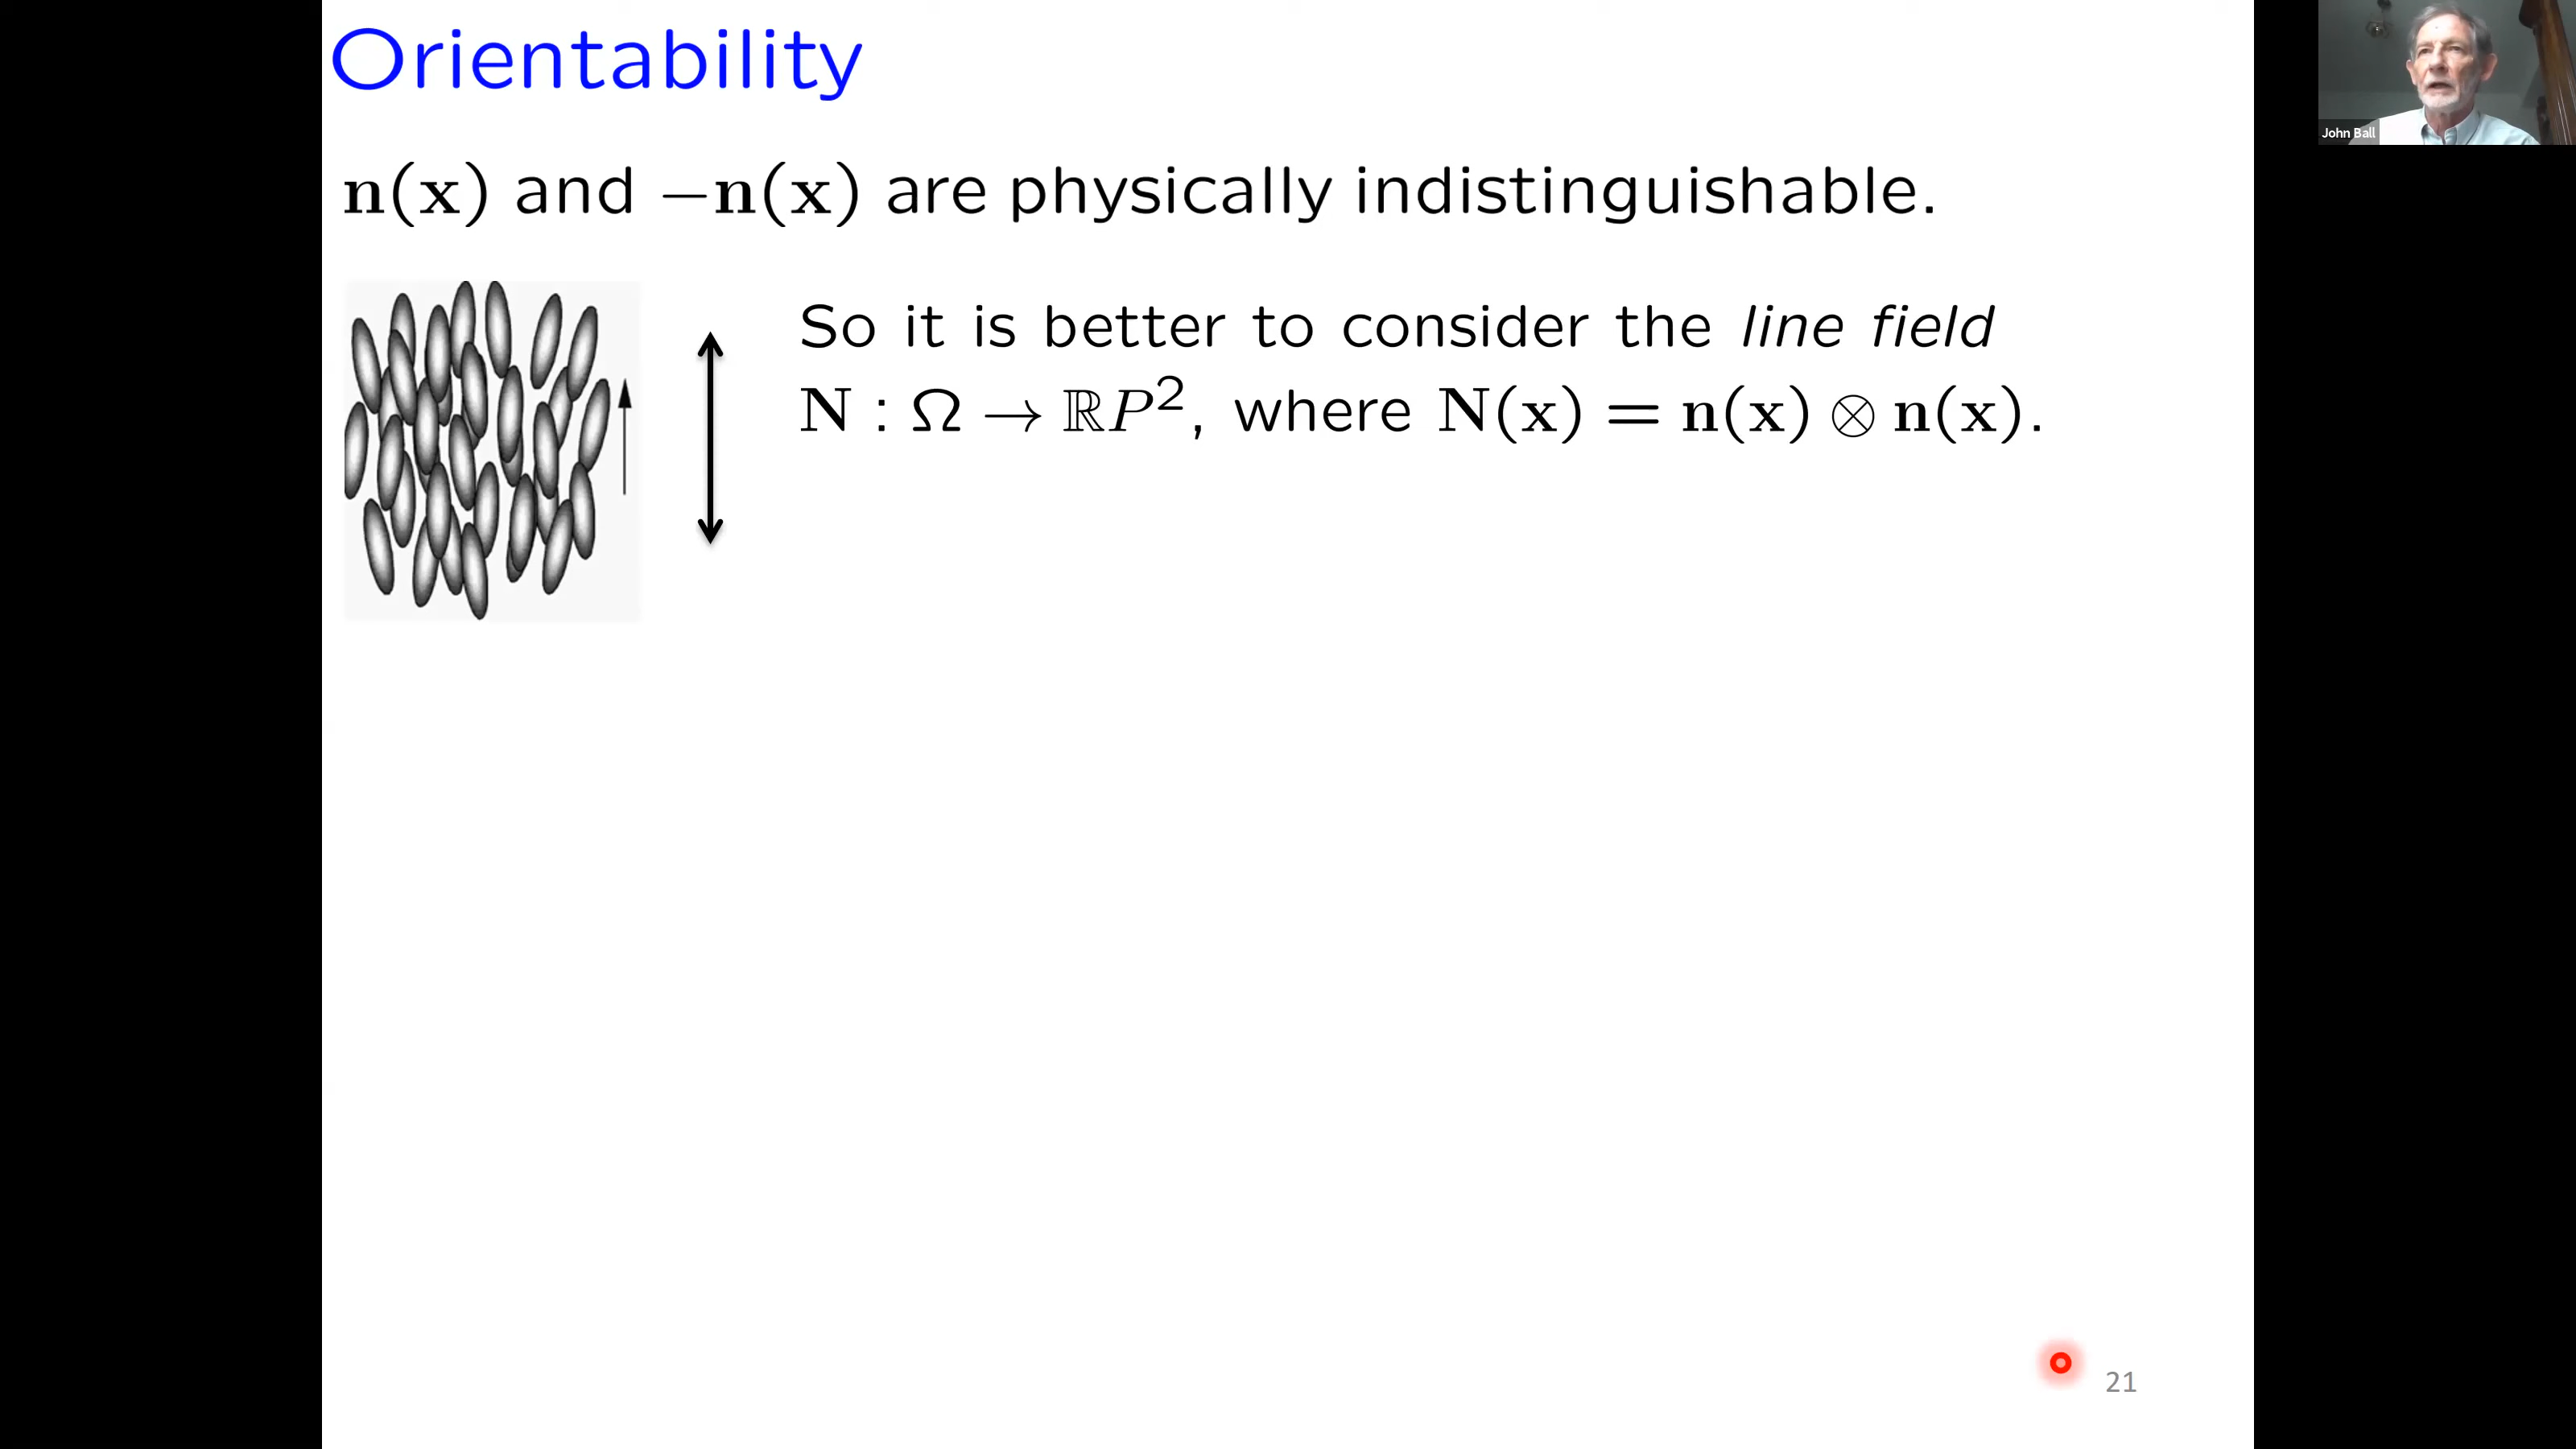 Orientability
John Ball
n(x) and −n(x) are physically indistinguishable.
So it is better to consider the line field
N : Ω → ℝP², where N(x) = n(x) ⊗ n(x).
21